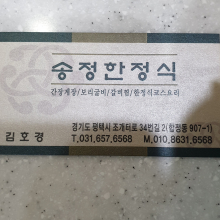 송정한정식
간장게장/보리굴비/갈비찜/한정식코스요리
경기도 평택시 조개터로 34번길 2(합정동 907-1)
김호경
T.031.657.6568 M.010.8631.6568